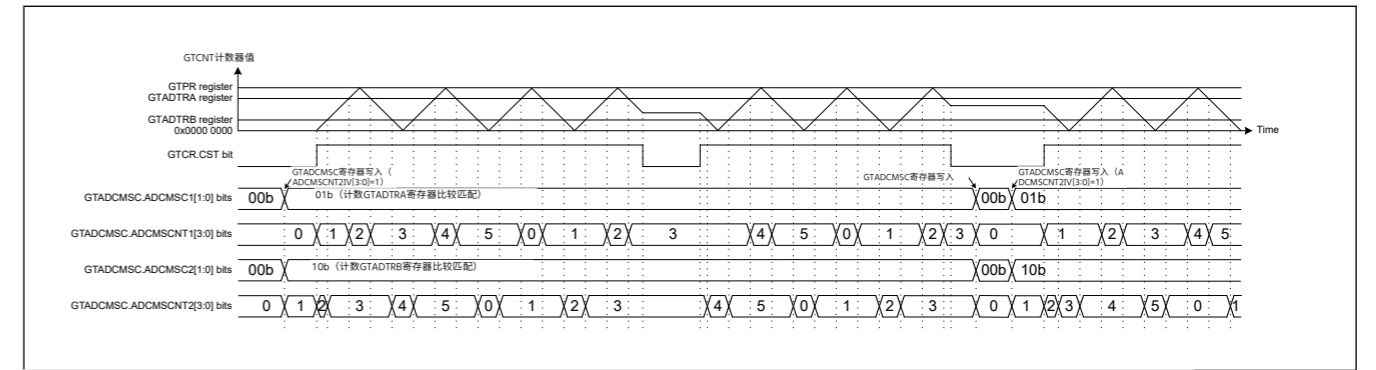 GTCNT计数器值
GTPR register
GTADTRA register
GTADTRB register
0x0000 0000
Time
GTCR.CST bit
GTADCMSC寄存器写入（
ADCMSCNT2IV[3:0]=1）
GTADCMSC寄存器写入
GTADCMSC寄存器写入（A
DCMSCNT2IV[3:0]=1）
GTADCMSC.ADCMSC1[1:0] bits 00b 01b（计数GTADTRA寄存器比较匹配） 00b 01b
GTADCMSC.ADCMSCNT1[3:0] bits 0 1 2 3 4 5 0 1 2 3 4 5 0 1 2 3 0 1 2 3 4 5
GTADCMSC.ADCMSC2[1:0] bits 00b 10b（计数GTADTRB寄存器比较匹配） 00b 10b
GTADCMSC.ADCMSCNT2[3:0] bits 0 1 2 3 4 5 0 1 2 3 4 5 0 1 2 3 0 1 2 3 4 5 0 1